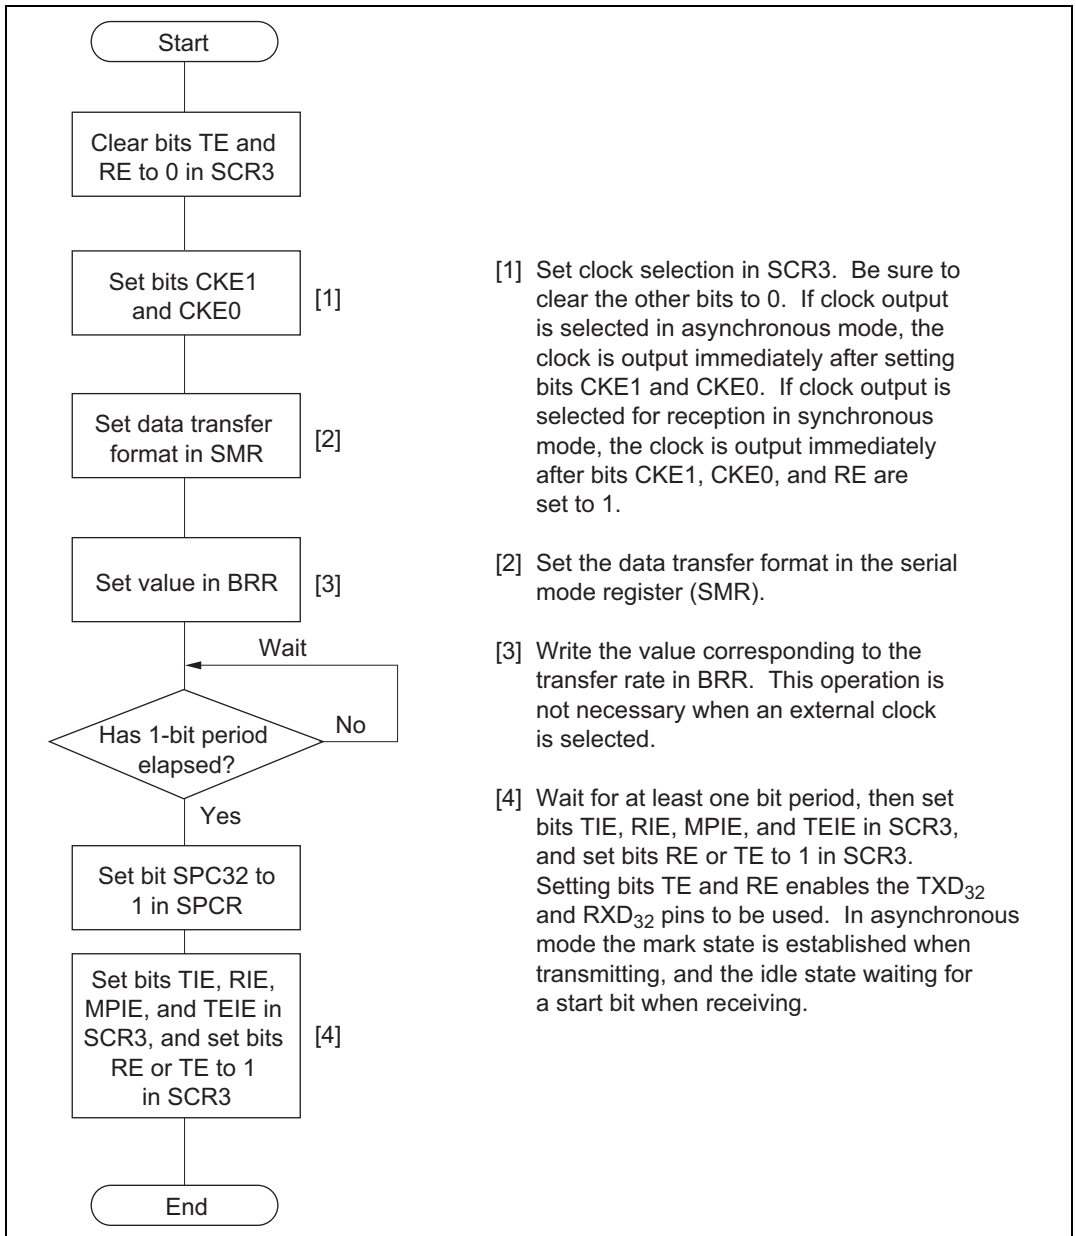 Start
Clear bits TE and
RE to 0 in SCR3
Set bits CKE1
and CKE0
[1]
Set data transfer
format in SMR
[2]
Set value in BRR
[3]
Wait
Has 1-bit period
elapsed?
No
Yes
Set bit SPC32 to
1 in SPCR
Set bits TIE, RIE,
MPIE, and TEIE in
SCR3, and set bits
RE or TE to 1
in SCR3
[4]
End
[1] Set clock selection in SCR3. Be sure to
clear the other bits to 0. If clock output
is selected in asynchronous mode, the
clock is output immediately after setting
bits CKE1 and CKE0. If clock output is
selected for reception in synchronous
mode, the clock is output immediately
after bits CKE1, CKE0, and RE are
set to 1.
[2] Set the data transfer format in the serial
mode register (SMR).
[3] Write the value corresponding to the
transfer rate in BRR. This operation is
not necessary when an external clock
is selected.
[4] Wait for at least one bit period, then set
bits TIE, RIE, MPIE, and TEIE in SCR3,
and set bits RE or TE to 1 in SCR3.
Setting bits TE and RE enables the TXD32
and RXD32 pins to be used. In asynchronous
mode the mark state is established when
transmitting, and the idle state waiting for
a start bit when receiving.